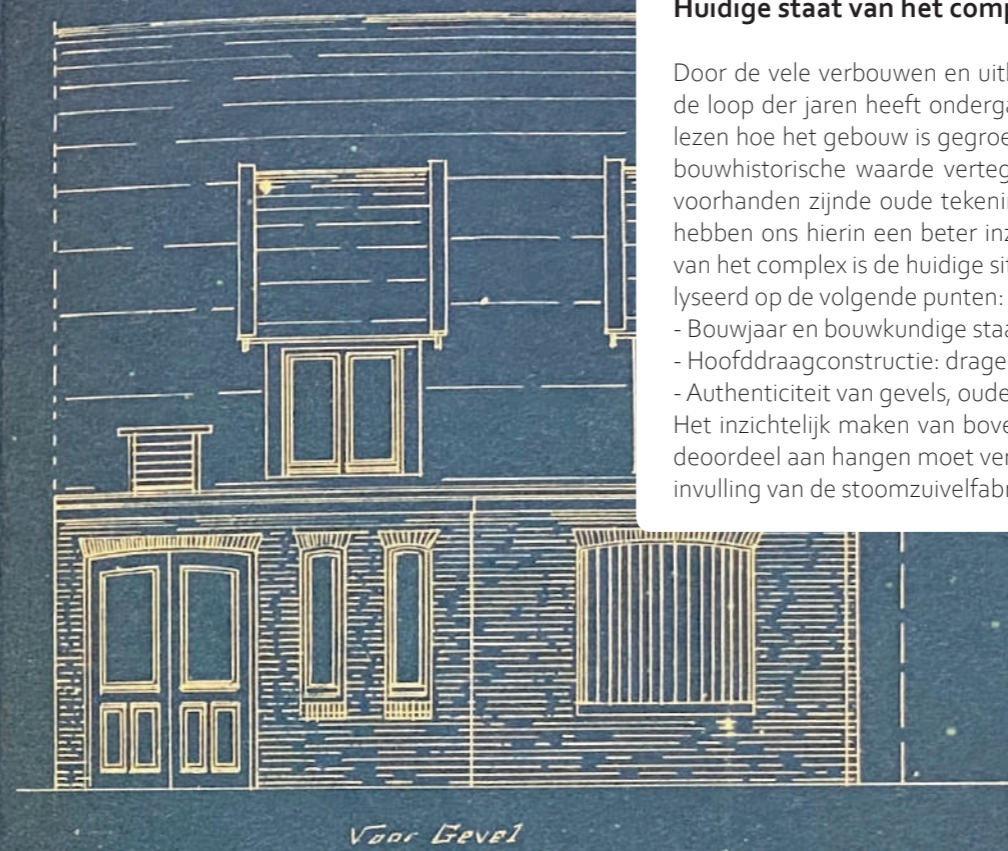 Huidige staat van het comp
Door de vele verbouwen en uitl
de loop der jaren heeft onderga
lezen hoe het gebouw is gegroe
bouwhistorische waarde verteg
voorhanden zijnde oude tekenin
hebben ons hierin een beter inz
van het complex is de huidige sit
lyseerd op de volgende punten:
- Bouwjaar en bouwkundige staa
- Hoofddraagconstructie: drage
- Authenticiteit van gevels, oude
Het inzichtelijk maken van bove
deoordeel aan hangen moet ver
invulling van de stoomzuivelfabr
Voor Gevel